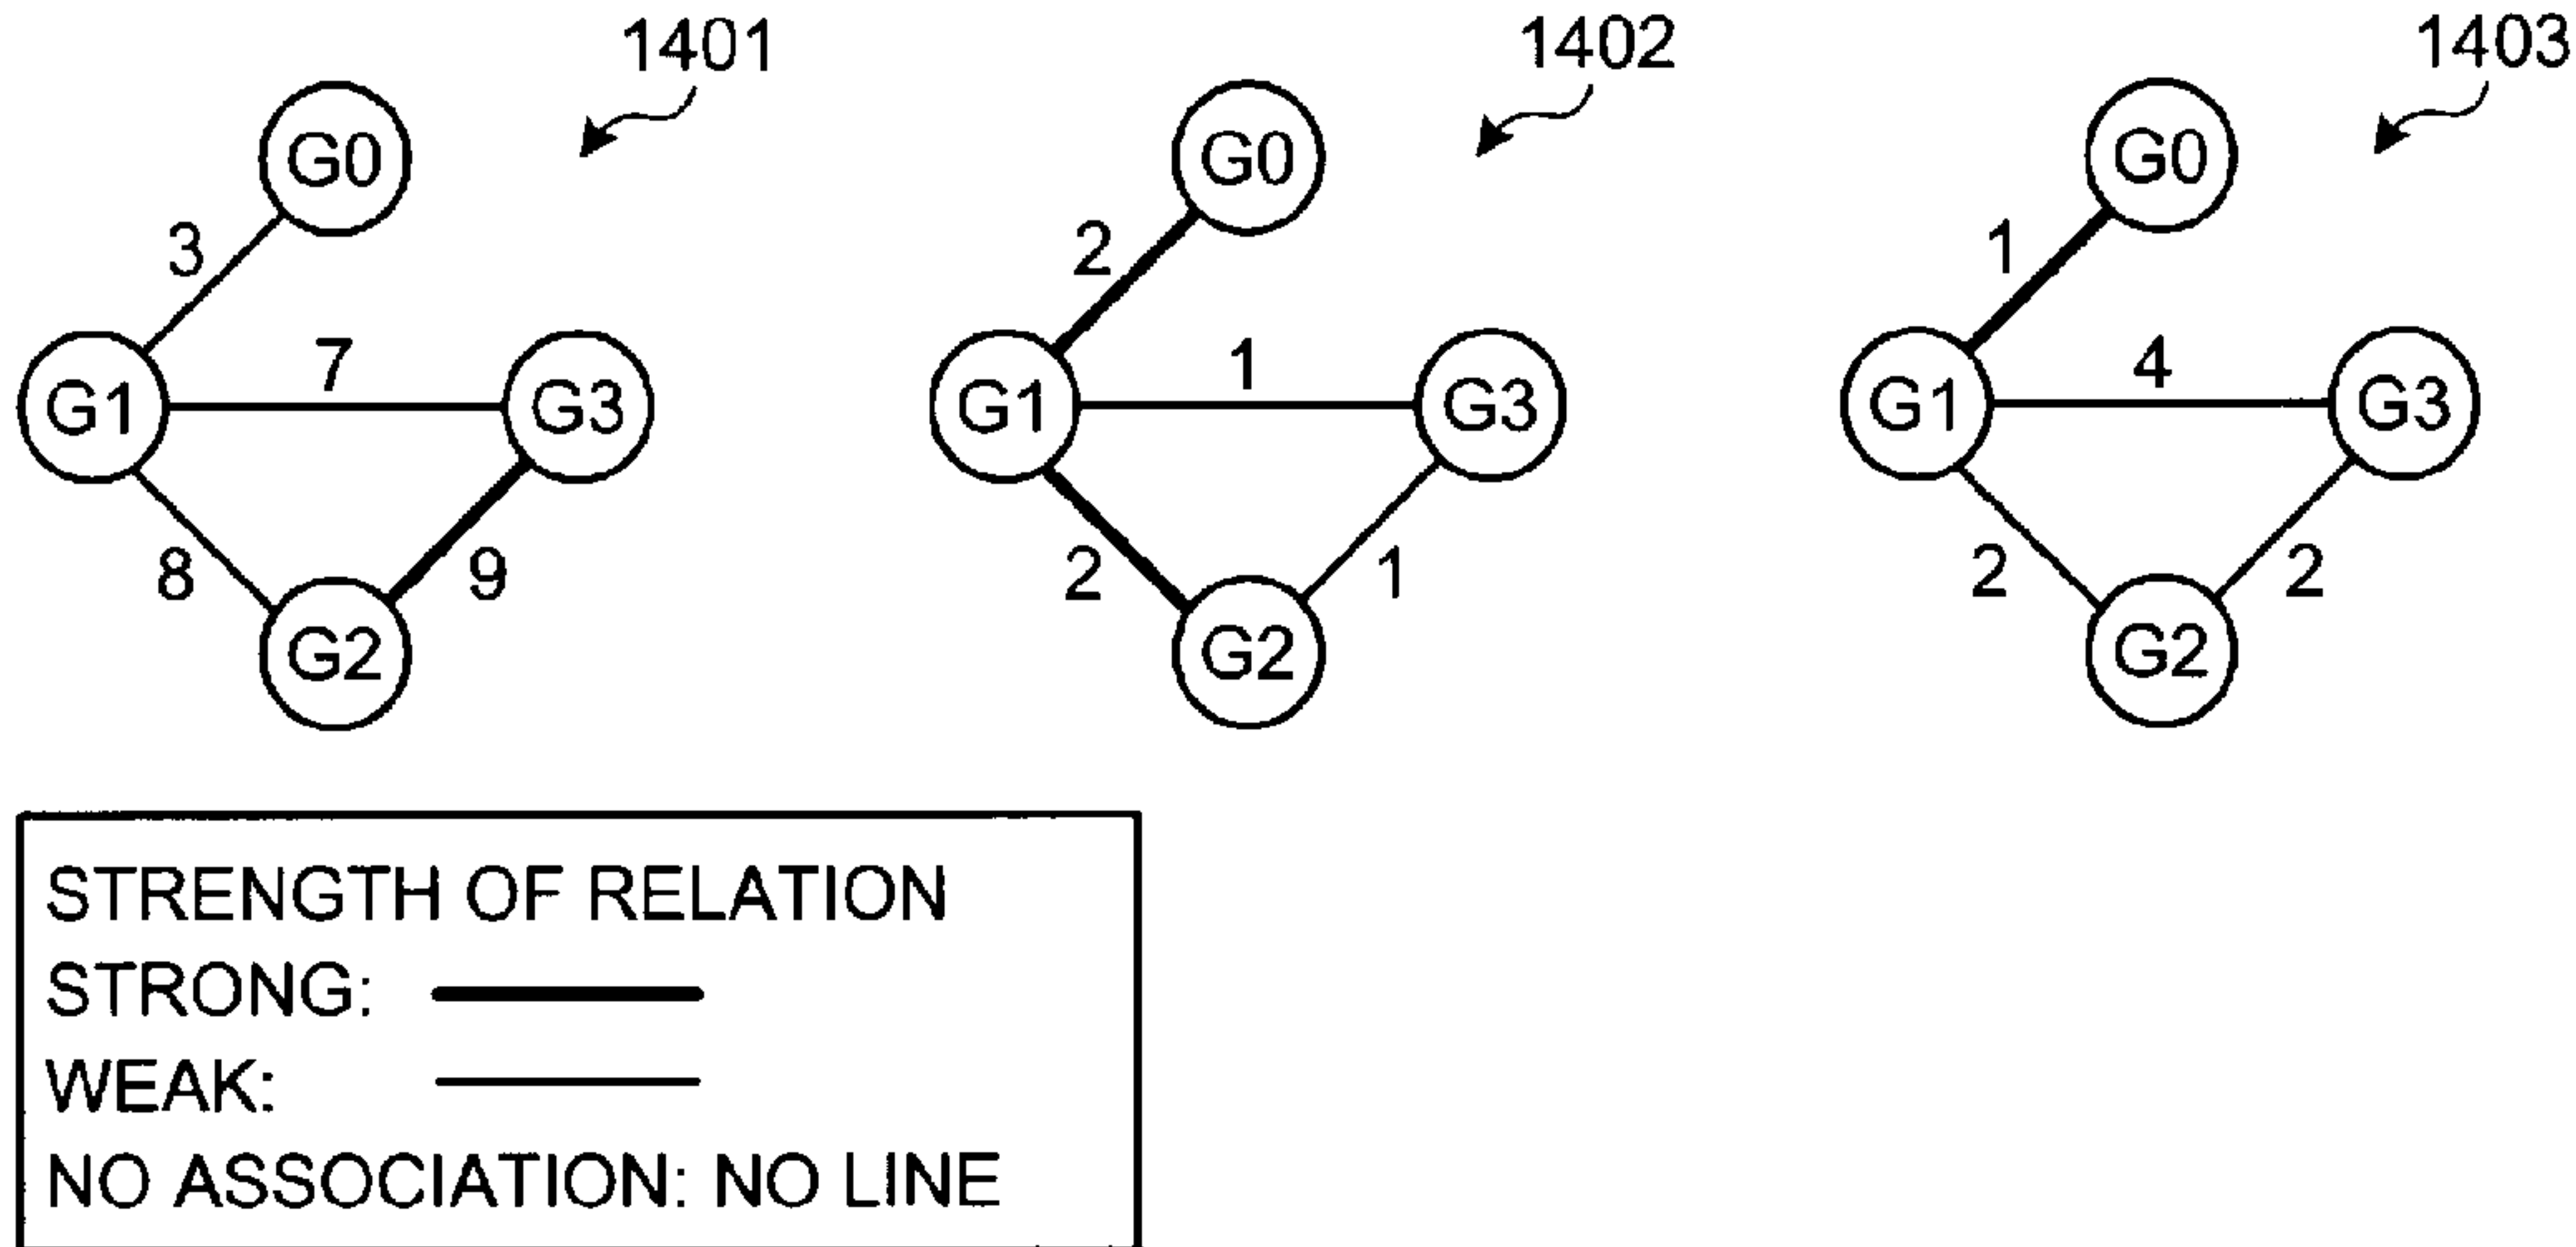 1401
1402
1403
G0
G0
G0
3
2
1
G1
7
G3
G1
1
G3
G1
4
G3
8
9
2
1
2
2
G2
G2
G2
STRENGTH OF RELATION
STRONG:
WEAK:
NO ASSOCIATION: NO LINE